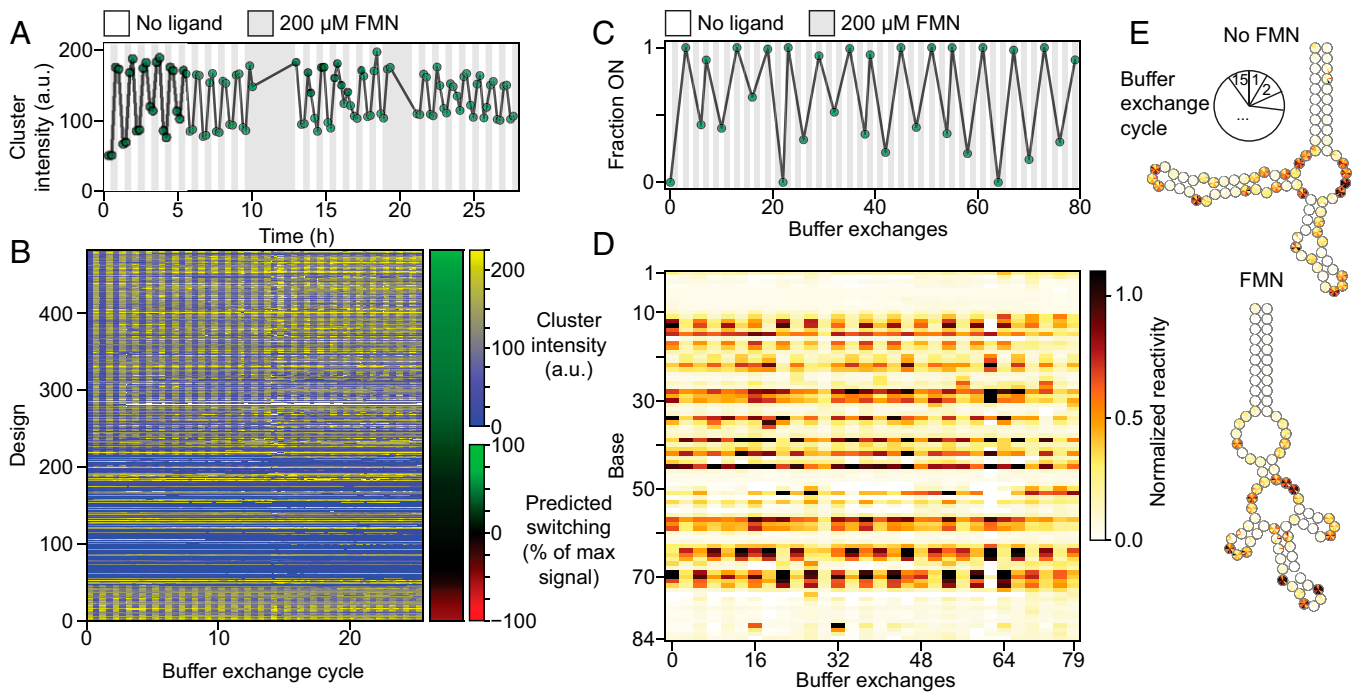 A
No ligand
200 µM FMN
Cluster
intensity (a.u.)
200
100
0
0
5
10
15
20
25
Time (h)
B
Design
400
300
200
100
0
0
10
20
Buffer exchange cycle
200
100
0
Cluster
intensity
(a.u.)
100
0
−100
Predicted
switching
(% of max
signal)
C
No ligand
200 µM FMN
Fraction ON
1
0
0
20
40
60
80
Buffer exchanges
D
Base
1
10
30
50
70
84
0
16
32
48
64
79
Buffer exchanges
1.0
0.5
0.0
Normalized reactivity
E
No FMN
Buffer
exchange
cycle
15
1
2
...
FMN